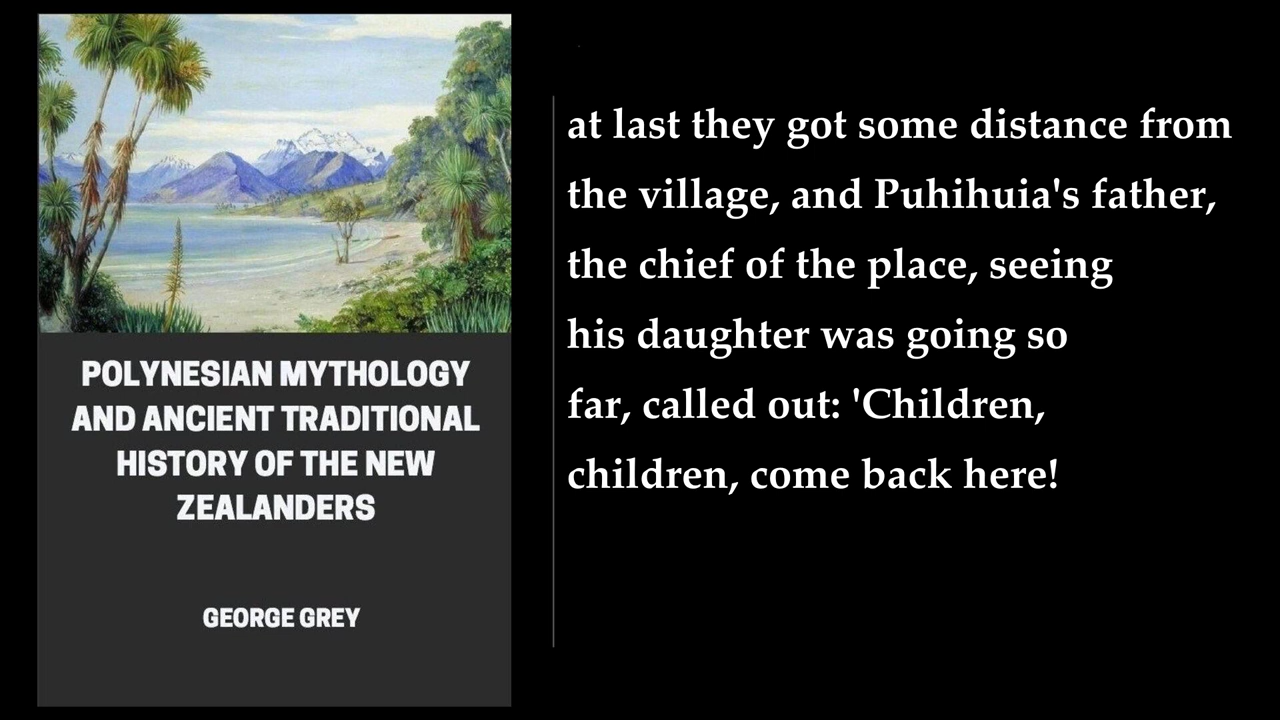 POLYNESIAN MYTHOLOGY
AND ANCIENT TRADITIONAL
HISTORY OF THE NEW
ZEALANDERS
GEORGE GREY
at last they got some distance from
the village, and Puhihuia's father,
the chief of the place, seeing
his daughter was going so
far, called out: 'Children,
children, come back here!